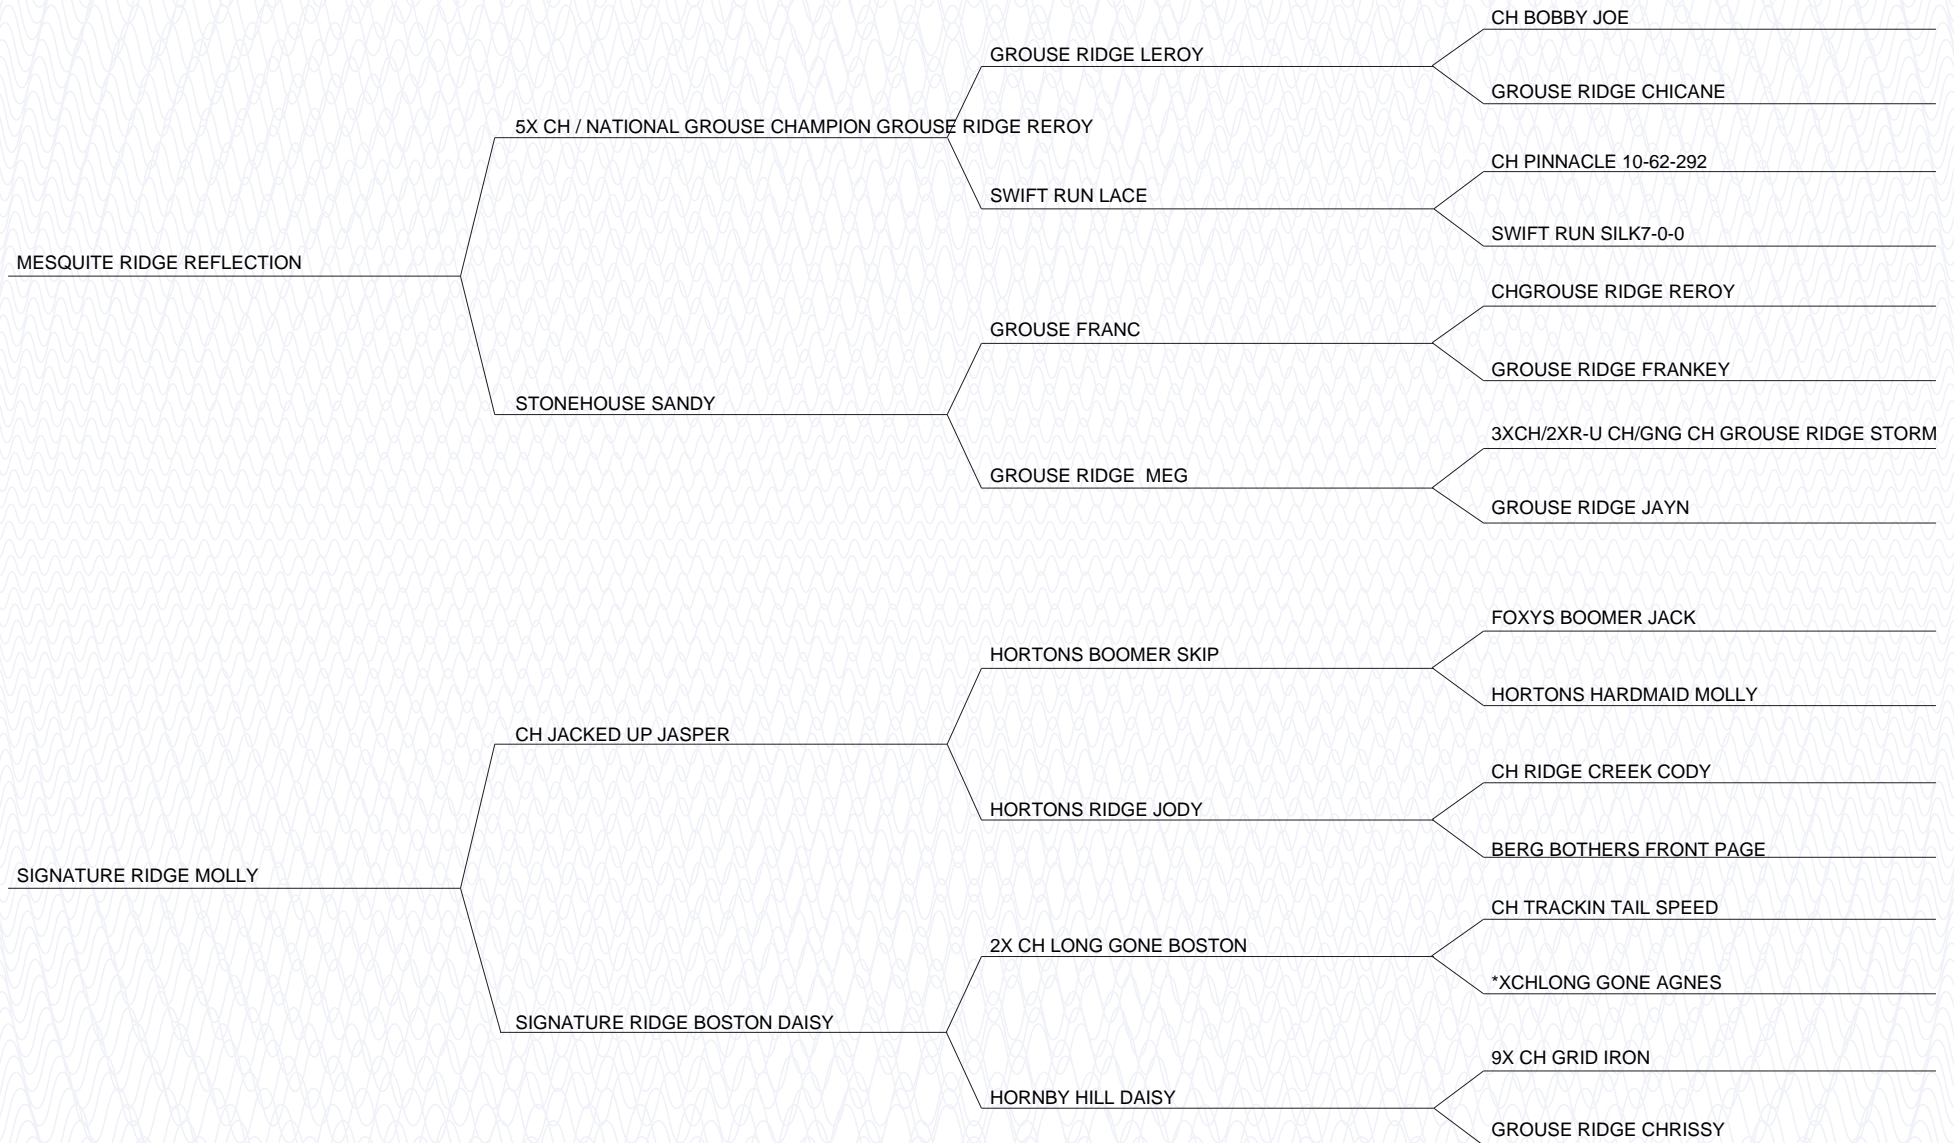 CH BOBBY JOE
GROUSE RIDGE LEROY
GROUSE RIDGE CHICANE
5X CH / NATIONAL GROUSE CHAMPION GROUSE RIDGE REROY
CH PINNACLE 10-62-292
SWIFT RUN LACE
SWIFT RUN SILK7-0-0
MESQUITE RIDGE REFLECTION
CHGROUSE RIDGE REROY
GROUSE FRANC
GROUSE RIDGE FRANKEY
STONEHOUSE SANDY
3XCH/2XR-U CH/GNG CH GROUSE RIDGE STORM
GROUSE RIDGE  MEG
GROUSE RIDGE JAYN
FOXYS BOOMER JACK
HORTONS BOOMER SKIP
HORTONS HARDMAID MOLLY
CH JACKED UP JASPER
CH RIDGE CREEK CODY
HORTONS RIDGE JODY
BERG BOTHERS FRONT PAGE
SIGNATURE RIDGE MOLLY
CH TRACKIN TAIL SPEED
2X CH LONG GONE BOSTON
*XCHLONG GONE AGNES
SIGNATURE RIDGE BOSTON DAISY
9X CH GRID IRON
HORNBY HILL DAISY
GROUSE RIDGE CHRISSY